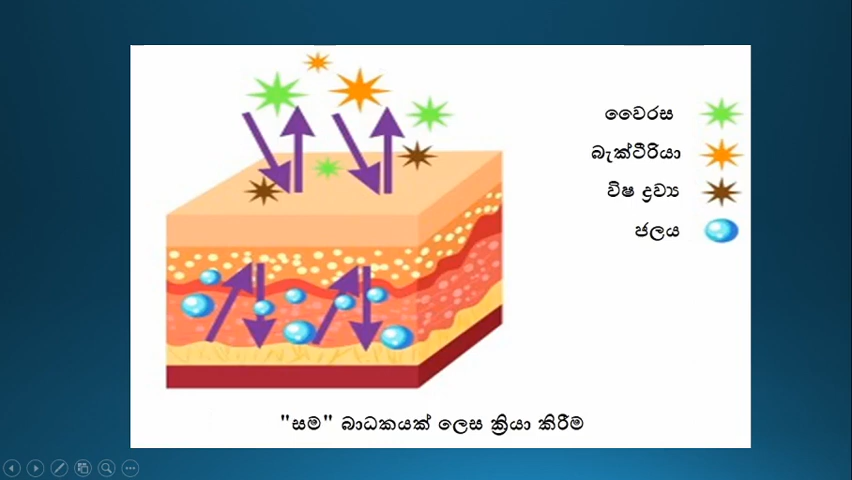 වෛරස
බැක්ටීරියා
විෂ ද්‍රව්‍ය
ජලය
"සම" බාධකයක් ලෙස ක්‍රියා කිරීම